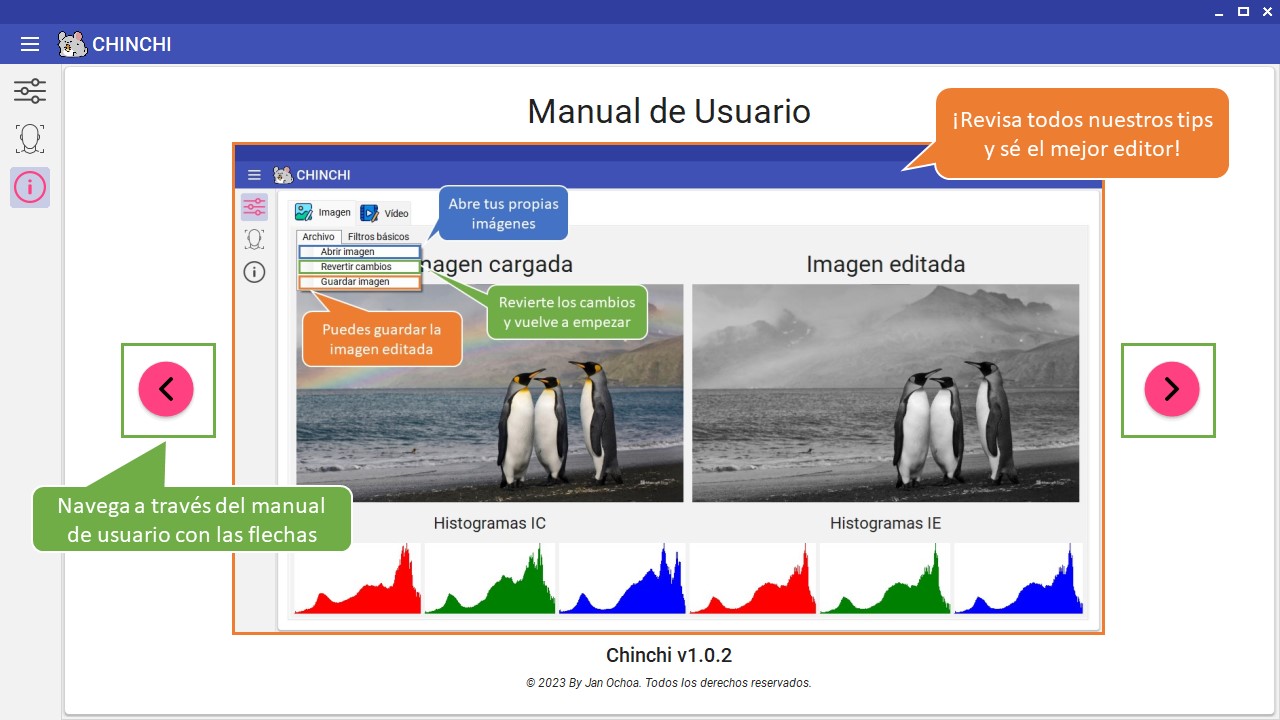 CHINCHI
Manual de Usuario
¡Revisa todos nuestros tips
y sé el mejor editor!
CHINCHI
Imagen
Vídeo
Abre tus propias
imágenes
Archivo
Filtros básicos
Abrir imagen
Revertir cambios
Guardar imagen
magen cargada
Imagen editada
Revierte los cambios
y vuelve a empezar
Puedes guardar la
imagen editada
Navega a través del manual
de usuario con las flechas
Histogramas IC
Histogramas IE
Chinchi v1.0.2
© 2023 By Jan Ochoa. Todos los derechos reservados.